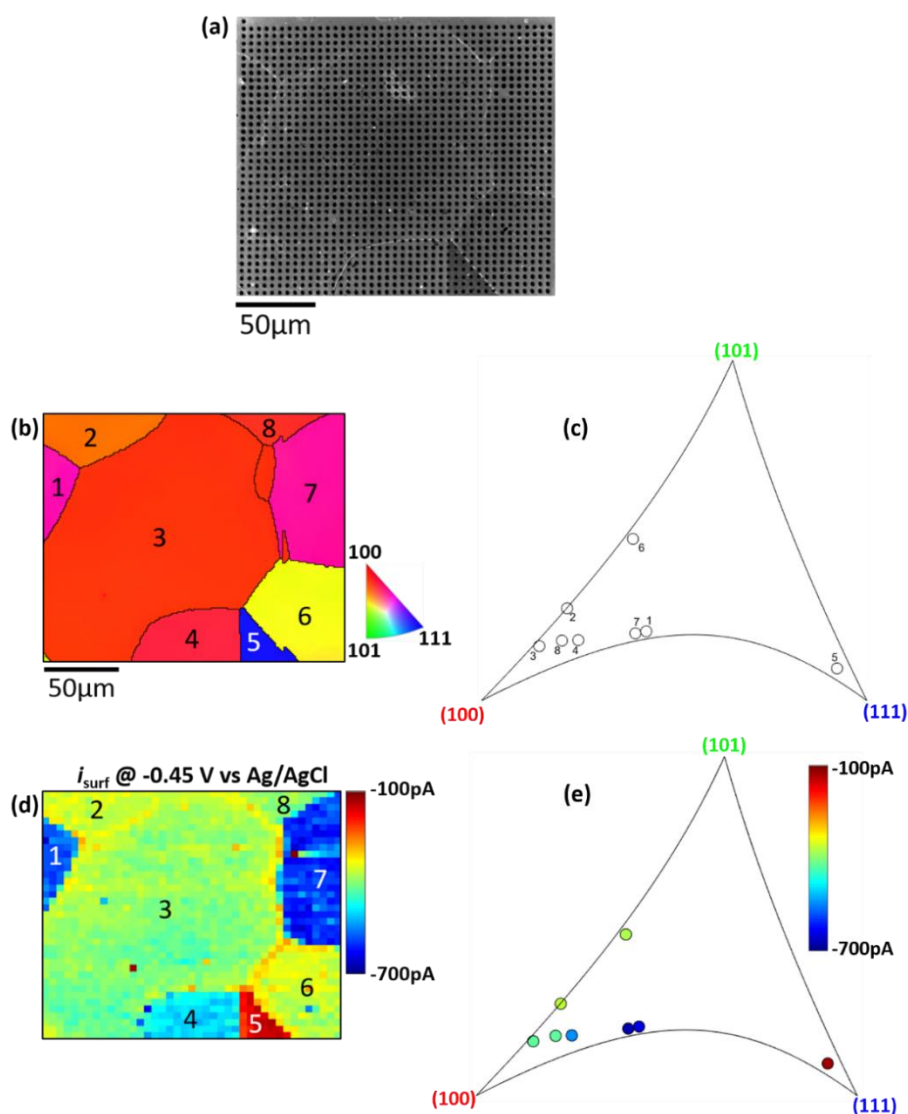 (a)
50µm
(b)
2
8
1
7
3
100
6
4
5
111
101
50µm
(101)
(c)
6
2
7 1
3 8 4
5
(100)
(111)
i_surf @ -0.45 V vs Ag/AgCl
(d)
2
8
-100pA
1
7
3
6
4
5
-700pA
(101)
(e)
-100pA
-700pA
(100)
(111)